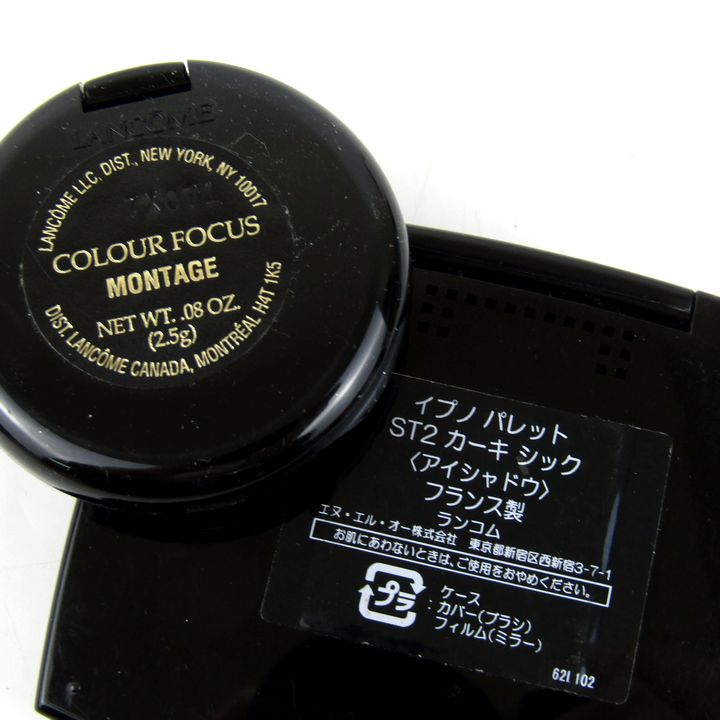 LANCÔME
LANCÔME LLC. DIST., NEW YORK, NY 10017
COLOUR FOCUS
MONTAGE
NET WT. .08 OZ.
(2.5g)
DIST. LANCÔME CANADA, MONTRÉAL H4T 1K5
イプノ パレット
ST2 カーキ シック
〈アイシャドウ〉
フランス製
ランコム
エヌ・エル・オー株式会社 東京都新宿区西新宿3-7-1
お肌にあわないときは、ご使用をおやめください。
プラ
ケース
:カバー(ブラシ)
フィルム(ミラー)
62I 102